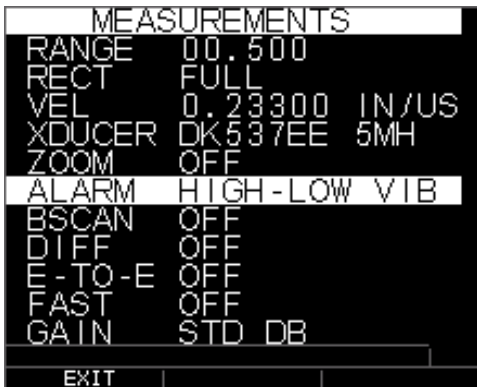 MEASUREMENTS
RANGE 00.500
RECT FULL
VEL 0.23300 IN/US
XDUCER DK537EE 5MH
ZOOM OFF
ALARM HIGH-LOW VIB
BSCAN OFF
DIFF OFF
E-TO-E OFF
FAST OFF
GAIN STD DB
EXIT